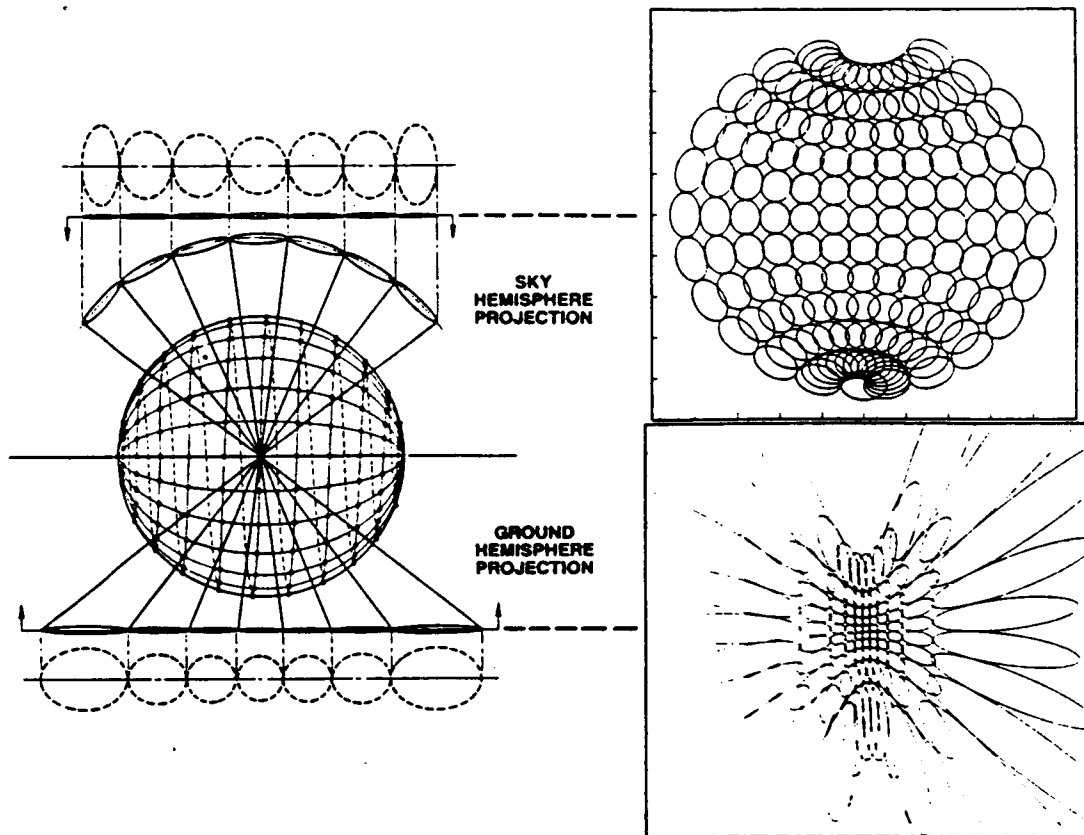 SKY
HEMISPHERE
PROJECTION
GROUND
HEMISPHERE
PROJECTION